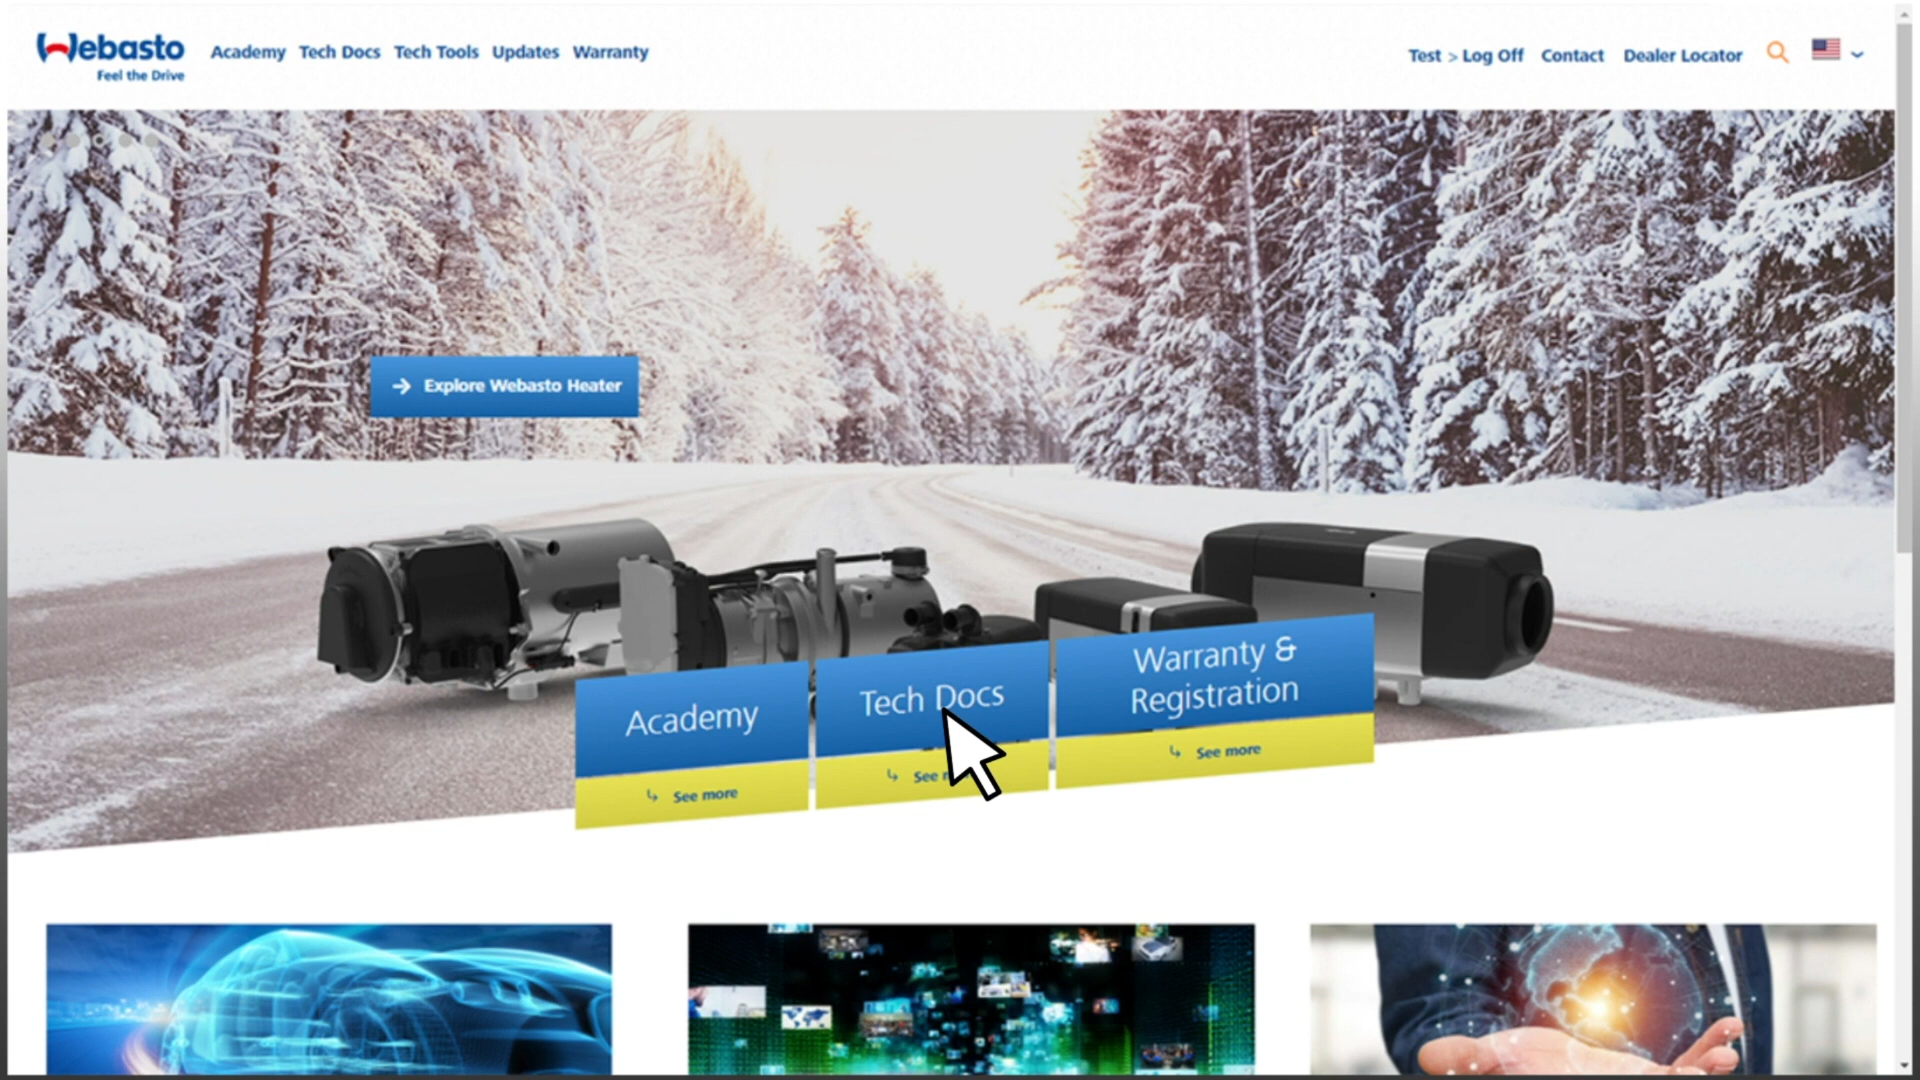 Webasto
Feel the Drive
Academy Tech Docs Tech Tools Updates Warranty
Test > Log Off Contact Dealer Locator
→ Explore Webasto Heater
Academy
↳ See more
Tech Docs
↳ See
Warranty &
Registration
↳ See more